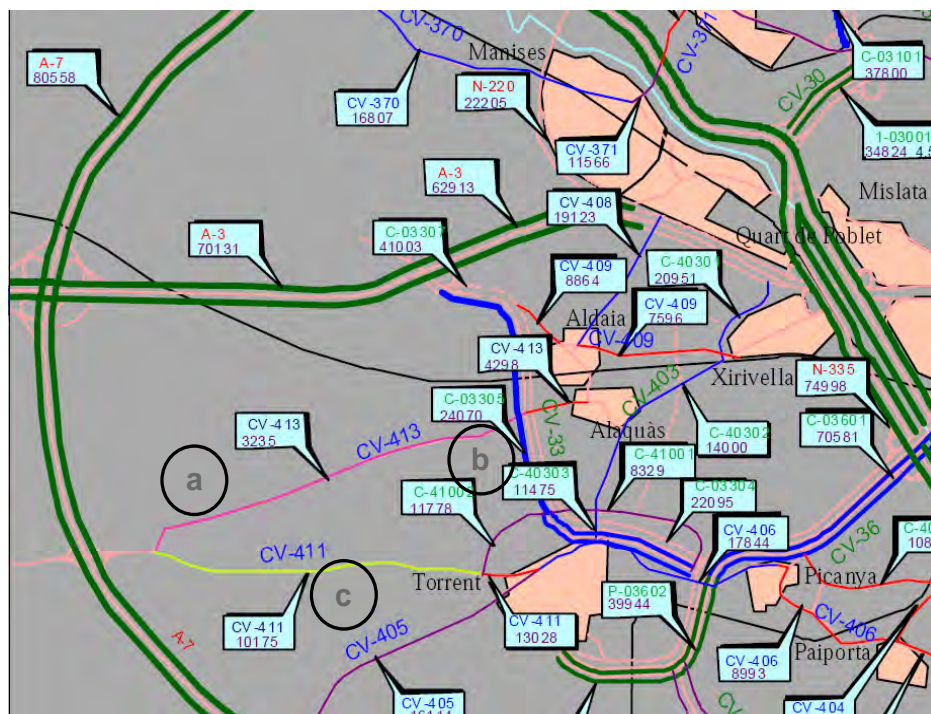 CV-370
CV-371
A-7
80558
Manises
C-03101
37800
N-220
22205
CV-30
CV-370
16807
CV-371
11566
1-03001
34824 4.5
A-3
62913
CV-408
19123
Mislata
A-3
70131
C-03307
41003
Quart de Poblet
CV-409
8864
C-40301
20951
CV-409
7596
Aldaia
CV-409
CV-413
4298
Xirivella
N-335
74998
CV-403
C-03305
24070
CV-33
Alaquàs
C-03601
70581
CV-413
3235
CV-413
C-40302
14000
a
b
C-41001
8329
C-40303
11475
C-03304
22095
C-41002
11778
CV-406
17844
CV-36
C-40
108
CV-411
Torrent
c
Picanya
P-03602
39944
CV-411
10175
A-7
CV-405
CV-411
13028
CV-406
CV-406
8993
Paiporta
CV-405
CV-404
CV-